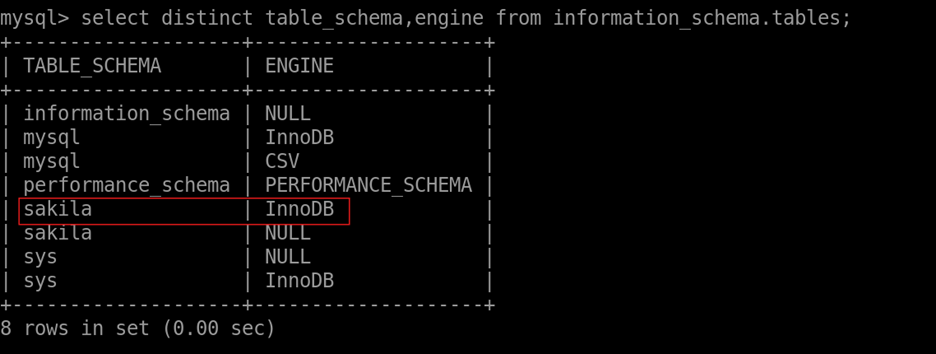 mysql> select distinct table_schema,engine from information_schema.tables;
+--------------------+--------------------+
| TABLE_SCHEMA       | ENGINE             |
+--------------------+--------------------+
| information_schema | NULL               |
| mysql              | InnoDB             |
| mysql              | CSV                |
| performance_schema | PERFORMANCE_SCHEMA |
| sakila             | InnoDB             |
| sakila             | NULL               |
| sys                | NULL               |
| sys                | InnoDB             |
+--------------------+--------------------+
8 rows in set (0.00 sec)